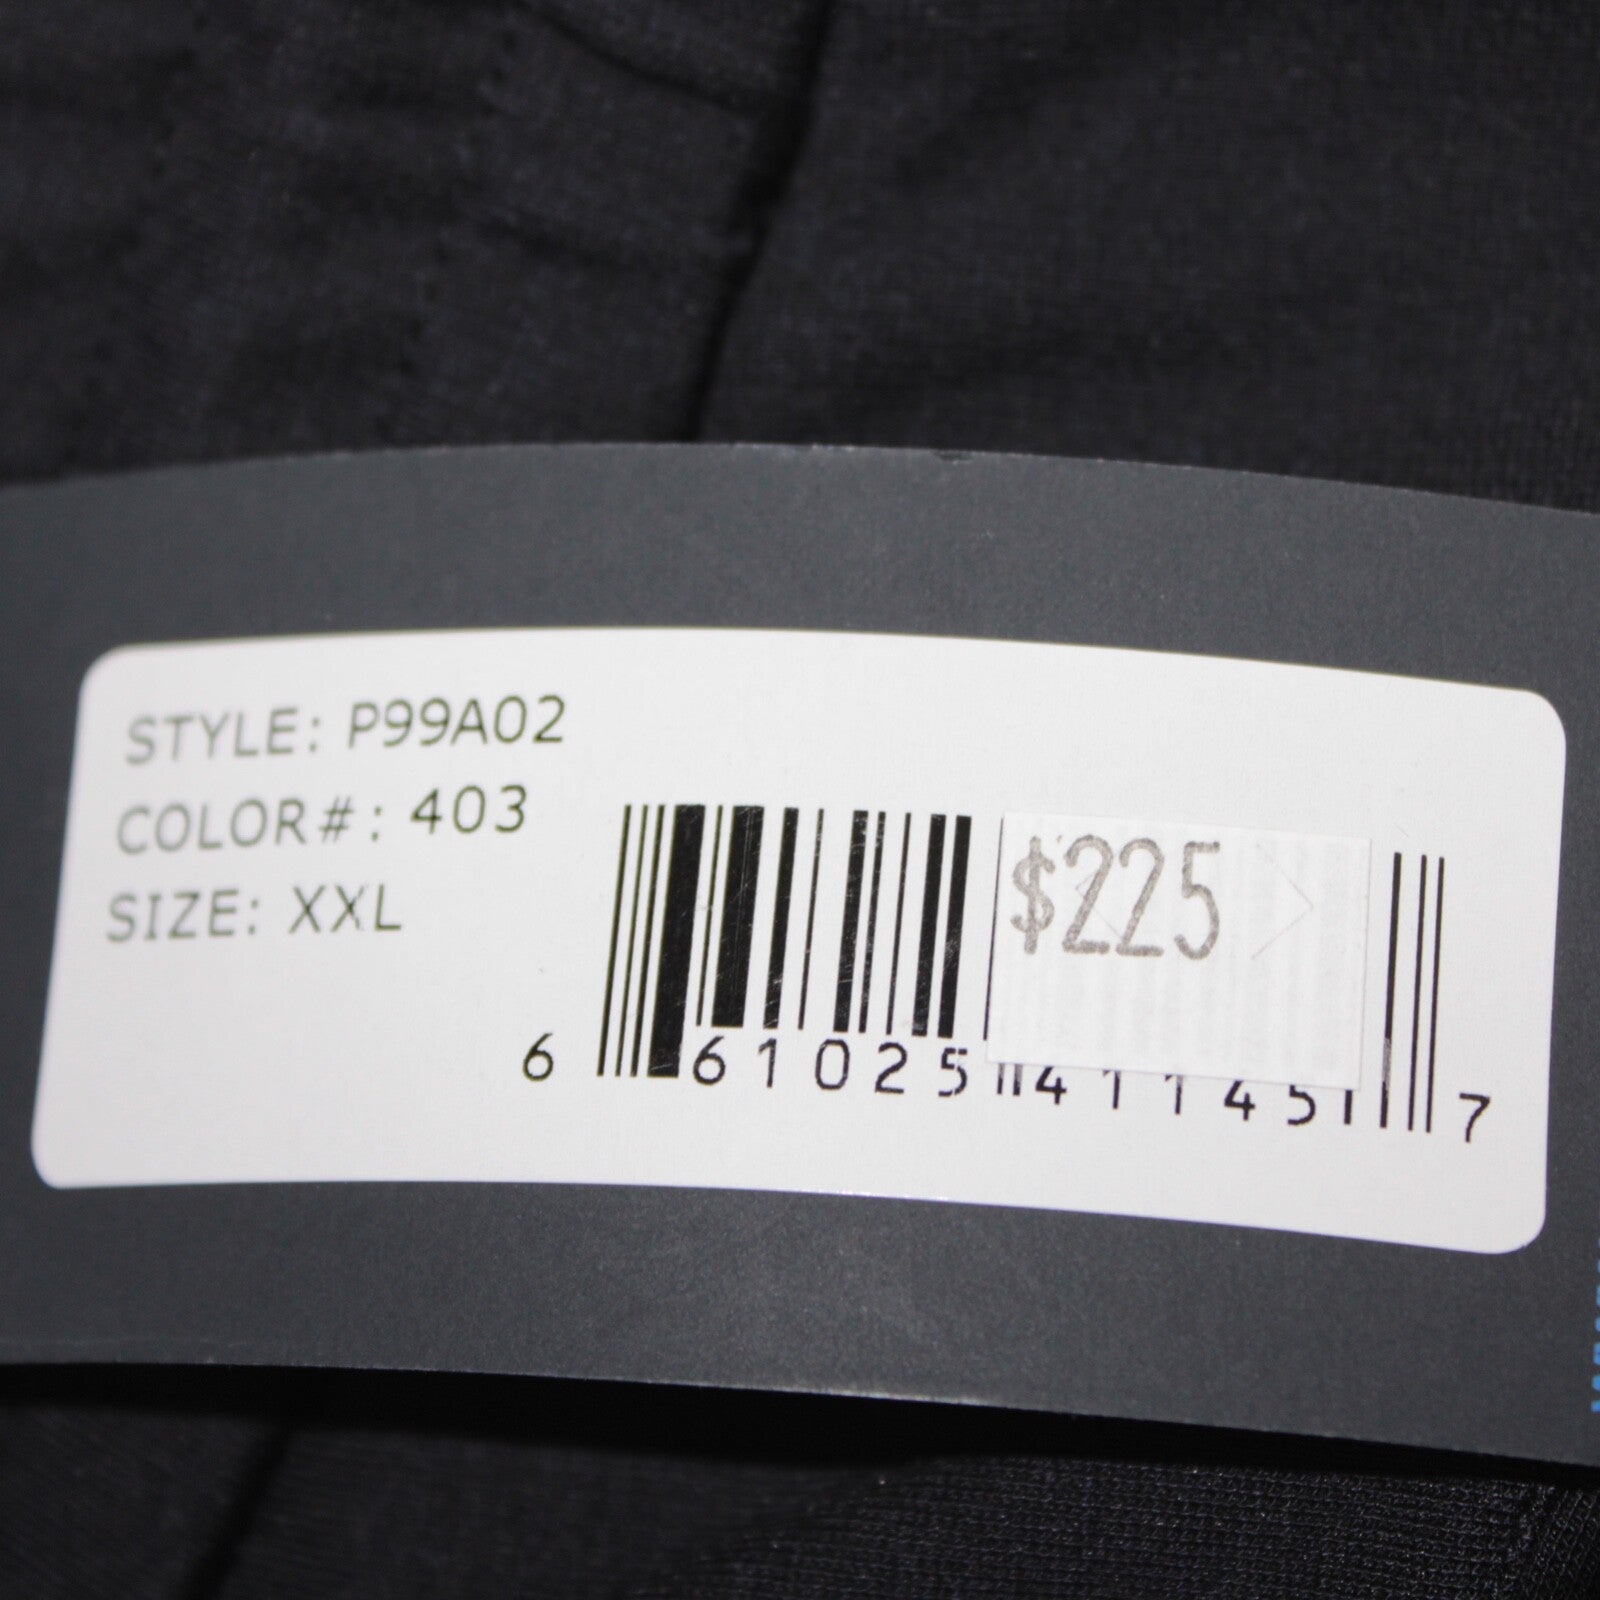 STYLE: P99A02
COLOR#: 403
SIZE: XXL
$225
6 61025 41145 7